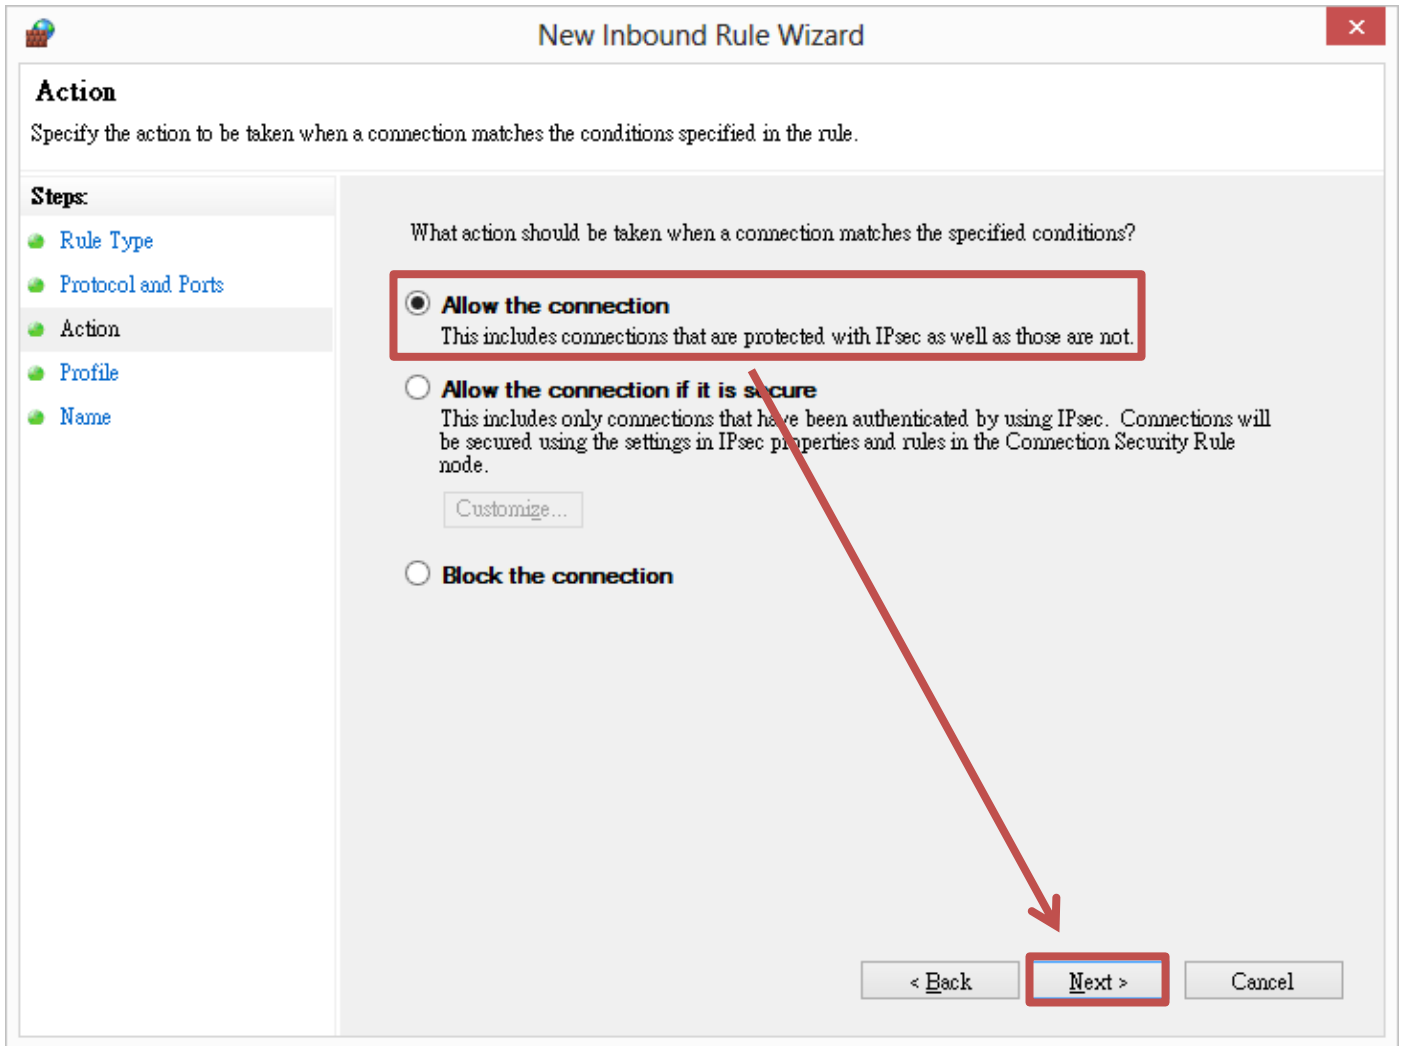 New Inbound Rule Wizard
Action
Specify the action to be taken when a connection matches the conditions specified in the rule.
Steps:
Rule Type
Protocol and Ports
Action
Profile
Name
What action should be taken when a connection matches the specified conditions?
Allow the connection
This includes connections that are protected with IPsec as well as those are not.
Allow the connection if it is secure
This includes only connections that have been authenticated by using IPsec. Connections will
be secured using the settings in IPsec properties and rules in the Connection Security Rule
node.
Customize...
Block the connection
< Back
Next >
Cancel